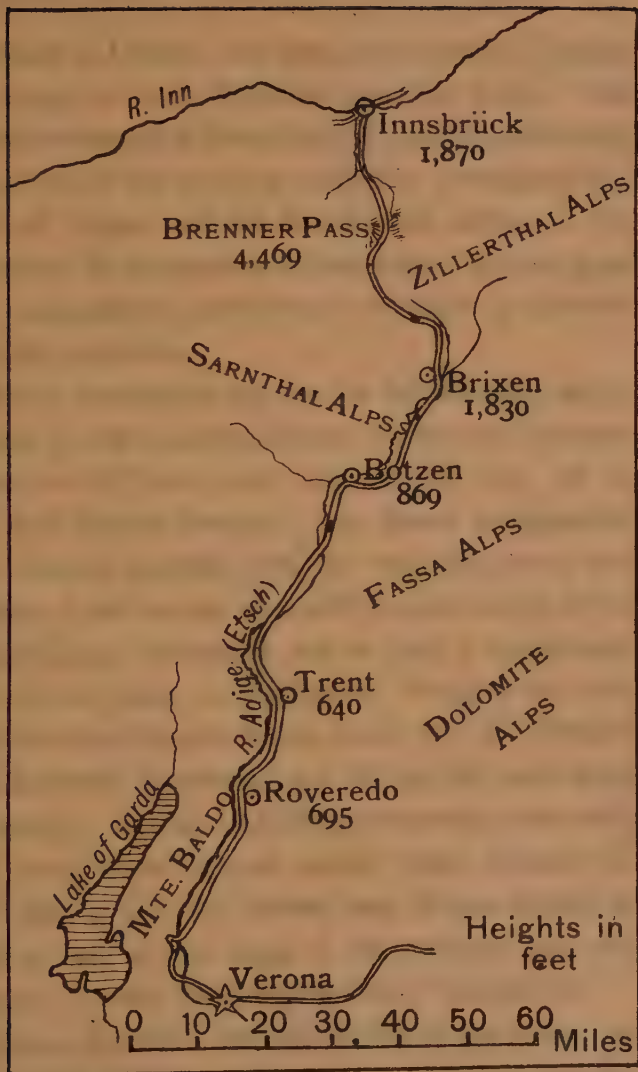 R. Inn
Innsbrück
1,870
BRENNER PASS
4,469
ZILLERTHAL ALPS
SARNTHAL ALPS
Brixen
1,830
Botzen
869
FASSA ALPS
R. Adige (Etsch)
Trent
640
DOLOMITE
ALPS
Roveredo
695
Lake of Garda
MTE. BALDO
Heights in
feet
Verona
0 10 20 30 40 50 60
Miles